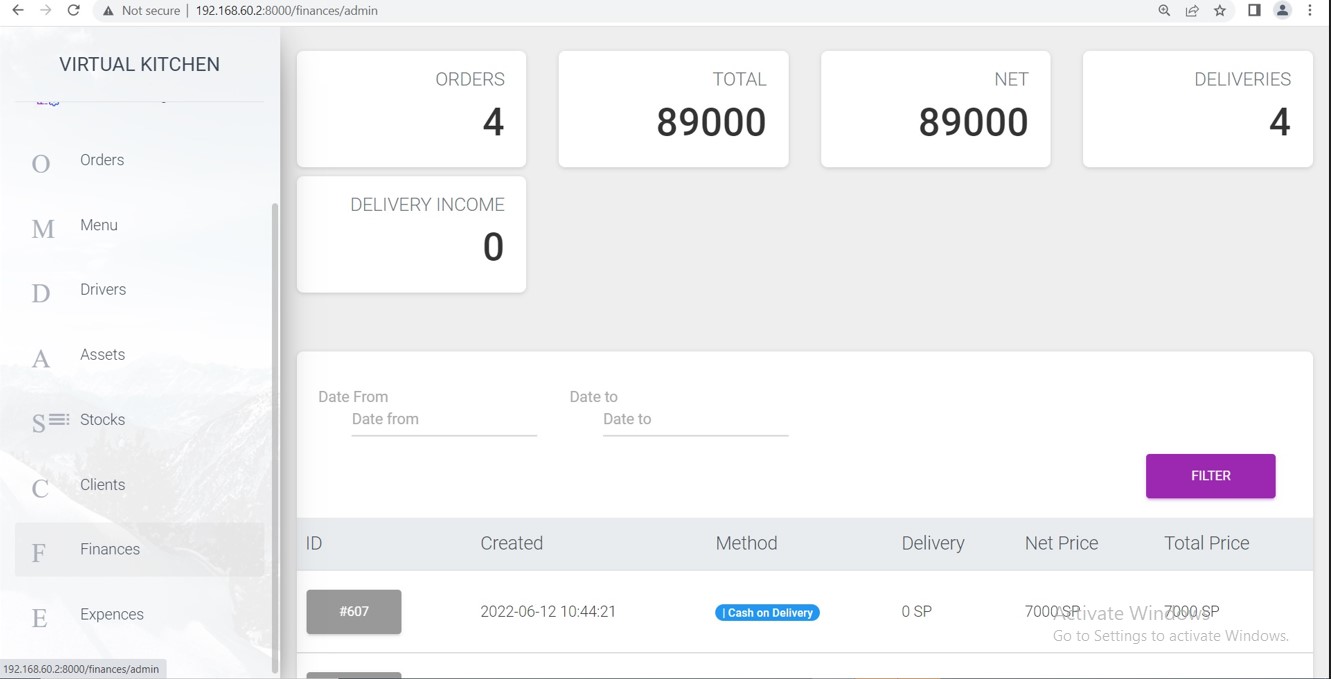 Not secure | 192.168.60.2:8000/finances/admin
VIRTUAL KITCHEN
O Orders
M Menu
D Drivers
A Assets
S Stocks
C Clients
F Finances
E Expences
192.168.60.2:8000/finances/admin
ORDERS
4
TOTAL
89000
NET
89000
DELIVERIES
4
DELIVERY INCOME
0
Date From
Date from
Date to
Date to
FILTER
ID Created Method Delivery Net Price Total Price
#607 2022-06-12 10:44:21 | Cash on Delivery 0 SP 7000 SP 7000 SP
Activate Windows
Go to Settings to activate Windows.